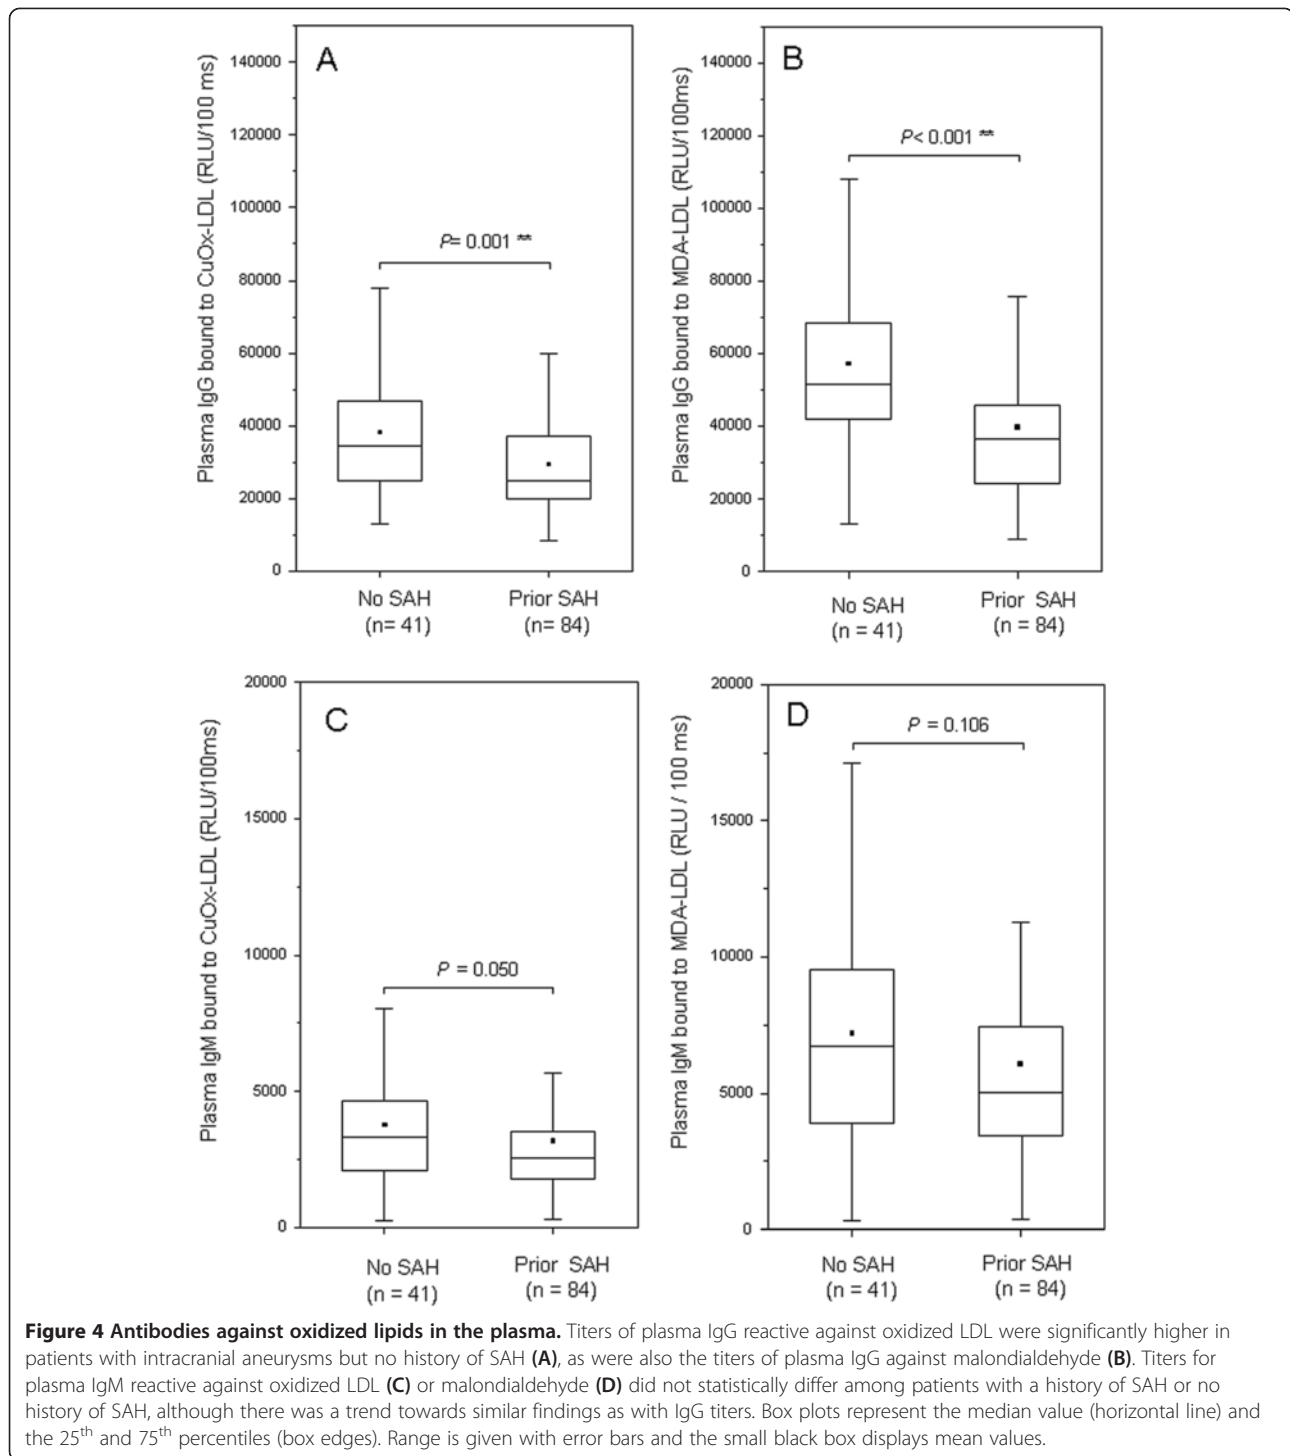 A
Plasma IgG bound to CuOx-LDL (RLU/100 ms)
140000
120000
100000
80000
60000
40000
20000
0
P= 0.001 **
No SAH
(n= 41)
Prior SAH
(n= 84)
B
Plasma IgG bound to MDA-LDL (RLU/100ms)
140000
120000
100000
80000
60000
40000
20000
0
P< 0.001 **
No SAH
(n = 41)
Prior SAH
(n = 84)
C
Plasma IgM bound to CuOx-LDL (RLU/100ms)
20000
15000
10000
5000
0
P = 0.050
No SAH
(n = 41)
Prior SAH
(n = 84)
D
Plasma IgM bound to MDA-LDL (RLU / 100 ms)
20000
15000
10000
5000
0
P = 0.106
No SAH
(n = 41)
Prior SAH
(n = 84)
Figure 4 Antibodies against oxidized lipids in the plasma. Titers of plasma IgG reactive against oxidized LDL were significantly higher in
patients with intracranial aneurysms but no history of SAH (A), as were also the titers of plasma IgG against malondialdehyde (B). Titers for
plasma IgM reactive against oxidized LDL (C) or malondialdehyde (D) did not statistically differ among patients with a history of SAH or no
history of SAH, although there was a trend towards similar findings as with IgG titers. Box plots represent the median value (horizontal line) and
the 25th and 75th percentiles (box edges). Range is given with error bars and the small black box displays mean values.